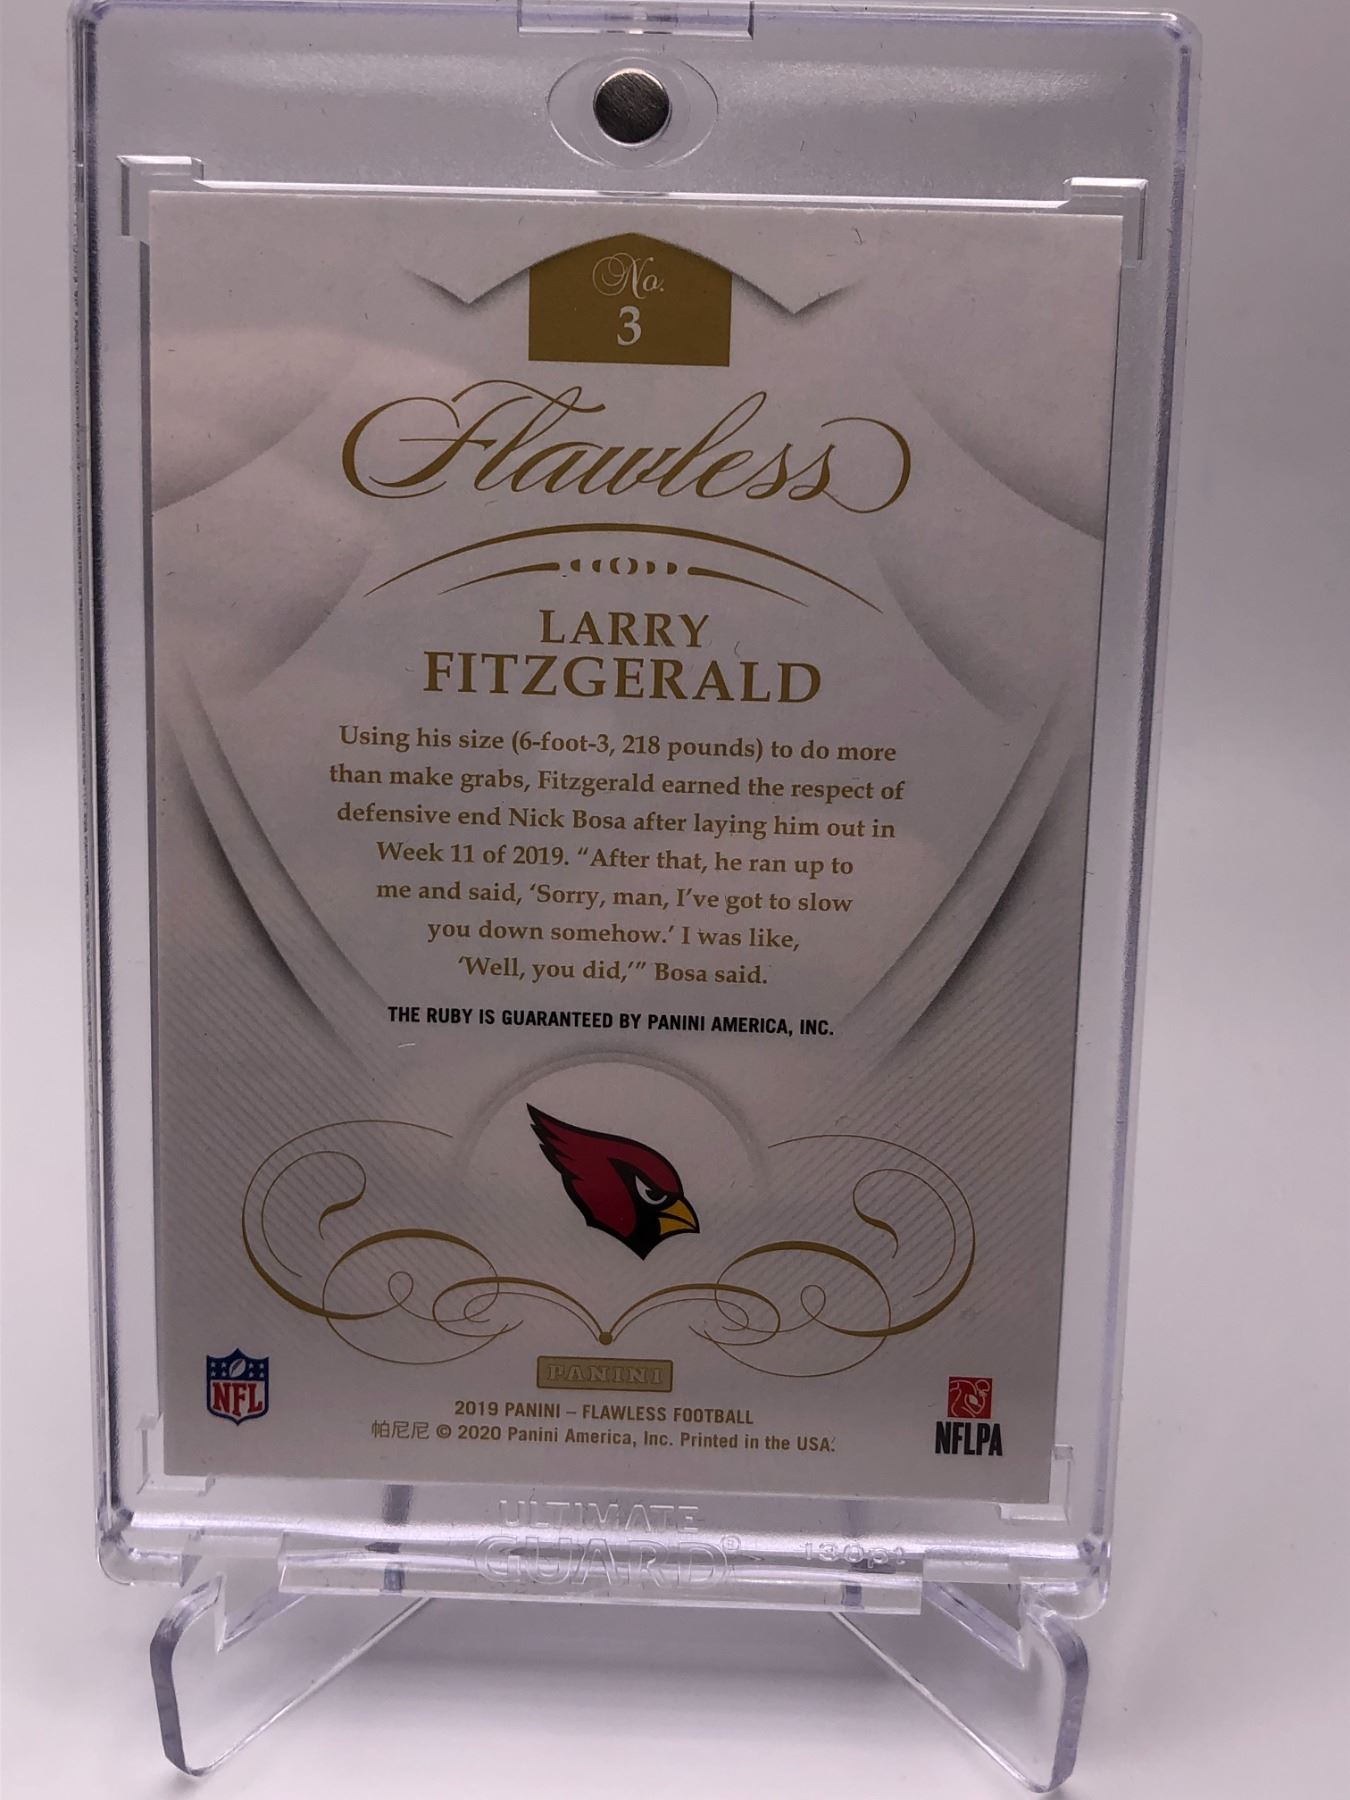 No.
3
Flawless
LARRY
FITZGERALD
Using his size (6-foot-3, 218 pounds) to do more
than make grabs, Fitzgerald earned the respect of
defensive end Nick Bosa after laying him out in
Week 11 of 2019. “After that, he ran up to
me and said, ‘Sorry, man, I’ve got to slow
you down somehow.’ I was like,
‘Well, you did,’” Bosa said.
THE RUBY IS GUARANTEED BY PANINI AMERICA, INC.
PANINI
NFL
2019 PANINI – FLAWLESS FOOTBALL
帕尼尼 © 2020 Panini America, Inc. Printed in the USA.
NFLPA
ULTIMATE
GUARD®
130pt